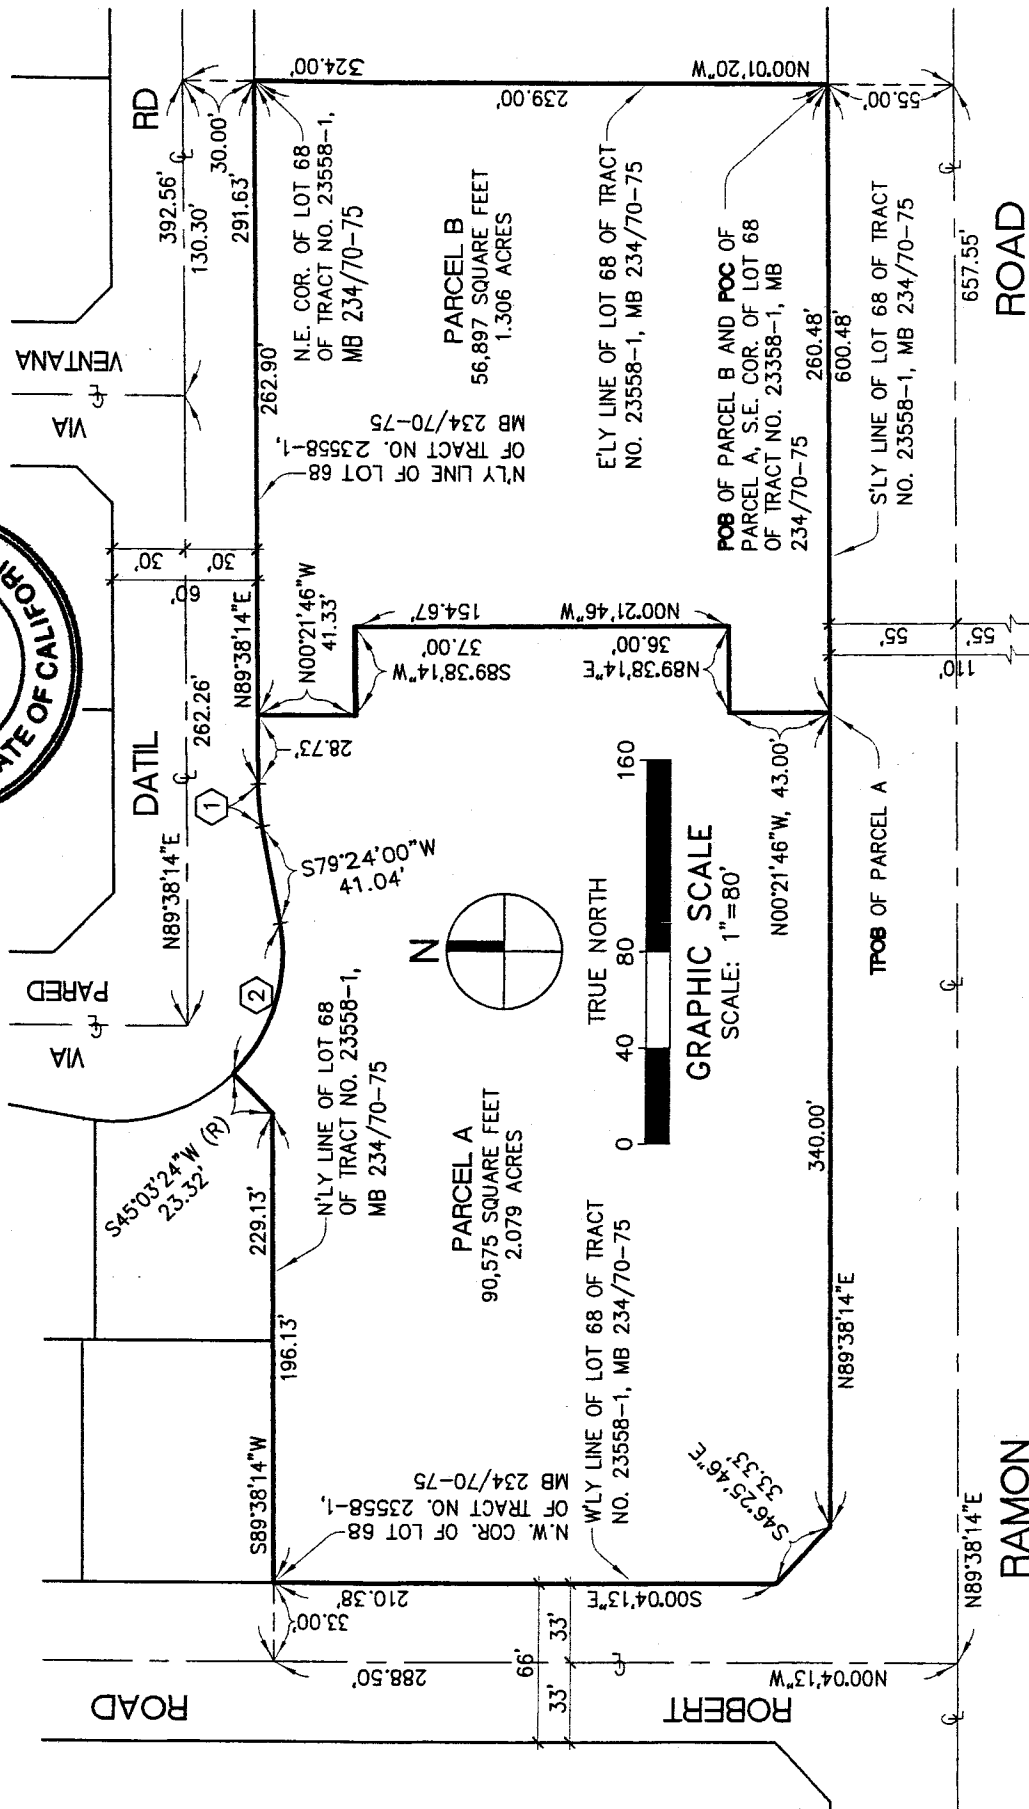 STATE OF CALIFOR
RD
392.56'
130.30'
30.00'
291.63'
324.00'
N.E. COR. OF LOT 68
OF TRACT NO. 23558-1,
MB 234/70-75
239.00'
N00°01'20"W
55.00'
VIA VENTANA
℄
262.90'
PARCEL B
56,897 SQUARE FEET
1.306 ACRES
E'LY LINE OF LOT 68 OF TRACT
NO. 23558-1, MB 234/70-75
N'LY LINE OF LOT 68
OF TRACT NO. 23558-1,
MB 234/70-75
POB OF PARCEL B AND POC OF
PARCEL A, S.E. COR. OF LOT 68
OF TRACT NO. 23358-1, MB
234/70-75
260.48'
600.48'
S'LY LINE OF LOT 68 OF TRACT
NO. 23558-1, MB 234/70-75
657.55'
ROAD
30'
30'
60'
N89°38'14"E
N00°21'46"W
41.33'
154.67'
N00°21'46"W
37.00'
S89°38'14"W
36.00'
N89°38'14"E
55'
55'
110'
DATIL
262.26'
℄
N89°38'14"E
28.73'
1
S79°24'00"W
41.04'
2
N
TRUE NORTH
0
40
80
160
GRAPHIC SCALE
SCALE: 1"=80'
N00°21'46"W, 43.00'
TPOB OF PARCEL A
VIA PARED
℄
S45°03'24"W (R)
23.32'
N'LY LINE OF LOT 68
OF TRACT NO. 23558-1,
MB 234/70-75
229.13'
196.13'
S89°38'14"W
PARCEL A
90,575 SQUARE FEET
2.079 ACRES
340.00'
N89°38'14"E
W'LY LINE OF LOT 68 OF TRACT
NO. 23558-1, MB 234/70-75
N.W. COR. OF LOT 68
OF TRACT NO. 23558-1,
MB 234/70-75
S46°25'46"E
33.33'
33.00'
210.38'
S00°04'13"E
288.50'
66'
33'
33'
℄
N00°04'13"W
ROBERT
ROAD
N89°38'14"E
RAMON
℄